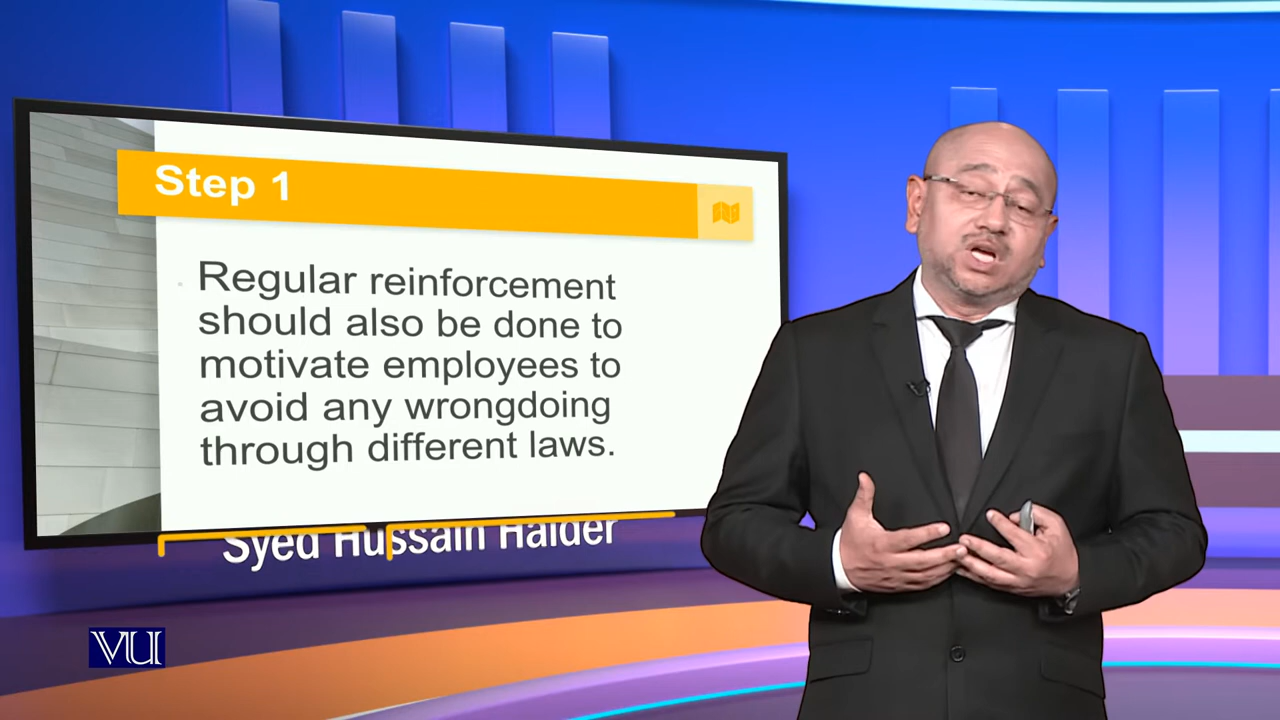 Step 1
Regular reinforcement
should also be done to
motivate employees to
avoid any wrongdoing
through different laws.
Syed Hussain Haider
VU